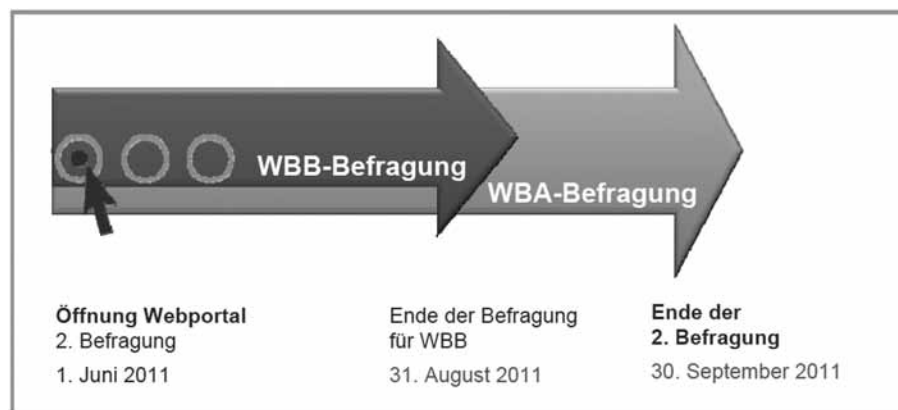 WBB-Befragung
WBA-Befragung
Öffnung Webportal
2. Befragung
1. Juni 2011
Ende der Befragung
für WBB
31. August 2011
Ende der
2. Befragung
30. September 2011